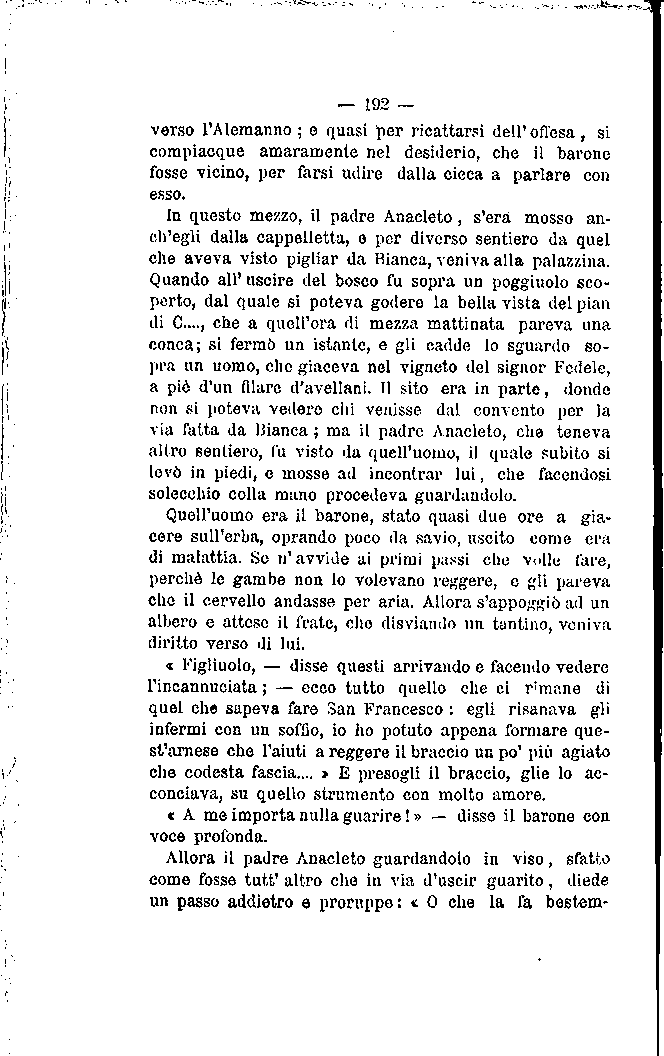 — 192 —
verso l'Alemanno ; e quasi per ricattarsi dell' offesa , si
compiacque amaramente nel desiderio, che il barone
fosse vicino, per farsi udire dalla cieca a parlare con
esso.
In questo mezzo, il padre Anacleto , s'era mosso an-
ch'egli dalla cappelletta, e per diverso sentiero da quel
che aveva visto pigliar da Bianca, veniva alla palazzina.
Quando all' uscire del bosco fu sopra un poggiuolo sco-
perto, dal quale si poteva godere la bella vista del pian
di C...., che a quell'ora di mezza mattinata pareva una
conca; si fermò un istante, e gli cadde lo sguardo so-
pra un uomo, che giaceva nel vigneto del signor Fedele,
a piè d'un filare d'avellani. Il sito era in parte , donde
non si poteva vedere chi venisse dal convento per la
via fatta da Bianca ; ma il padre Anacleto, che teneva
altro sentiero, fu visto da quell'uomo, il quale subito si
levò in piedi, e mosse ad incontrar lui , che facendosi
solecchio colla mano procedeva guardandolo.
Quell'uomo era il barone, stato quasi due ore a gia-
cere sull'erba, oprando poco da savio, uscito come era
di malattia. Se n' avvide ai primi passi che volle fare,
perchè le gambe non lo volevano reggere, e gli pareva
che il cervello andasse per aria. Allora s'appoggiò ad un
albero e attese il frate, che disviando un tantino, veniva
diritto verso di lui.
« Figliuolo, — disse questi arrivando e facendo vedere
l'incannuciata ; — ecco tutto quello che ci rimane di
quel che sapeva fare San Francesco : egli risanava gli
infermi con un soffio, io ho potuto appena formare que-
st'arnese che l'aiuti a reggere il braccio un po' più agiato
che codesta fascia.... » E presogli il braccio, glie lo ac-
conciava, su quello strumento con molto amore.
« A me importa nulla guarire ! » — disse il barone con
voce profonda.
Allora il padre Anacleto guardandolo in viso , sfatto
come fosse tutt' altro che in via d'uscir guarito , diede
un passo addietro e proruppe : « O che la fa bestem-